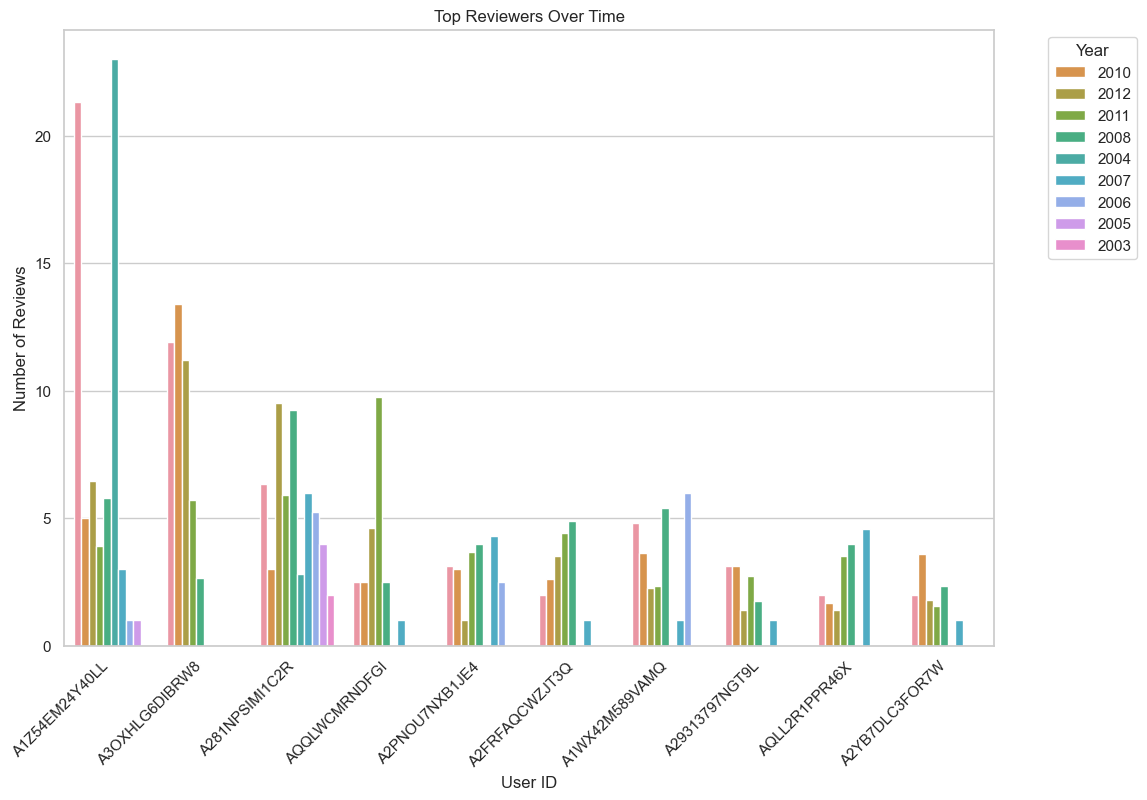 Top Reviewers Over Time
Number of Reviews
20
15
10
5
0
A1Z54EM24Y40LL
A3OXHLG6DIBRW8
A281NPSIMI1C2R
AQQLWCMRNDFGI
A2PNOU7NXB1JE4
A2FRFAQCWZJT3Q
A1WX42M589VAMQ
A29313797NGT9L
AQLL2R1PPR46X
A2YB7DLC3FOR7W
User ID
Year
2010
2012
2011
2008
2004
2007
2006
2005
2003